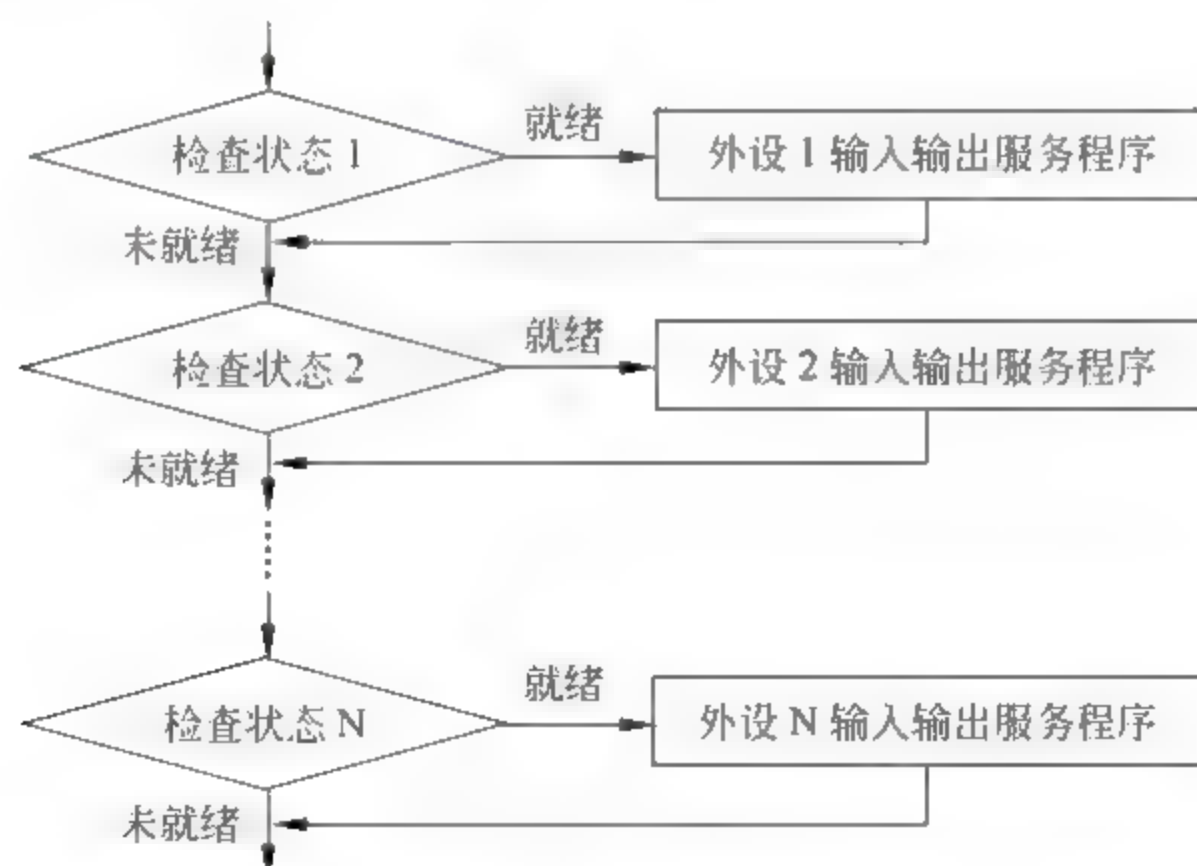 就绪
检查状态 1
外设 1 输入输出服务程序
未就绪
就绪
检查状态 2
外设 2 输入输出服务程序
未就绪
就绪
检查状态 N
外设 N 输入输出服务程序
未就绪